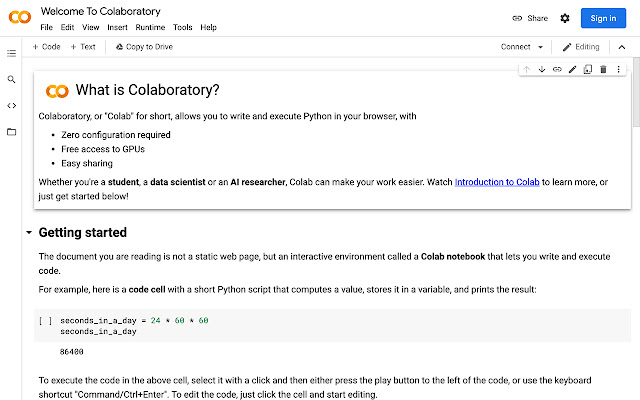 Welcome To Colaboratory
File Edit View Insert Runtime Tools Help
Share
Sign in
+ Code + Text Copy to Drive
Connect
Editing
What is Colaboratory?
Colaboratory, or "Colab" for short, allows you to write and execute Python in your browser, with
• Zero configuration required
• Free access to GPUs
• Easy sharing
Whether you're a student, a data scientist or an AI researcher, Colab can make your work easier. Watch Introduction to Colab to learn more, or
just get started below!
Getting started
The document you are reading is not a static web page, but an interactive environment called a Colab notebook that lets you write and execute
code.
For example, here is a code cell with a short Python script that computes a value, stores it in a variable, and prints the result:
[ ] seconds_in_a_day = 24 * 60 * 60
seconds_in_a_day
86400
To execute the code in the above cell, select it with a click and then either press the play button to the left of the code, or use the keyboard
shortcut "Command/Ctrl+Enter". To edit the code, just click the cell and start editing.